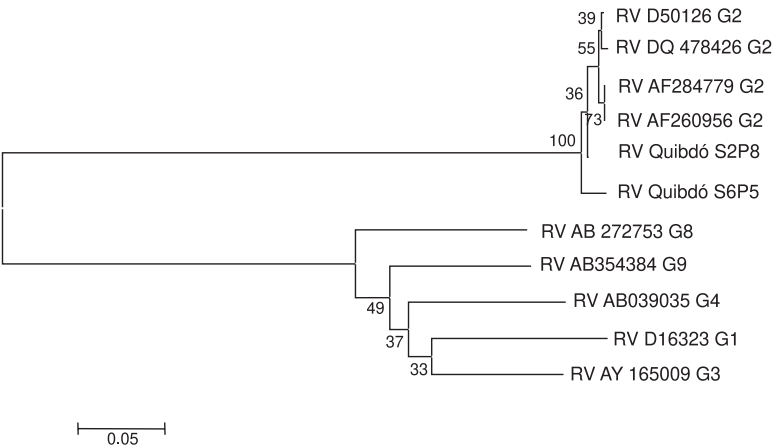 39
RV D50126 G2
55
RV DQ 478426 G2
36
RV AF284779 G2
73
RV AF260956 G2
100
RV Quibdó S2P8
RV Quibdó S6P5
RV AB 272753 G8
RV AB354384 G9
49
RV AB039035 G4
37
RV D16323 G1
33
RV AY 165009 G3
0.05